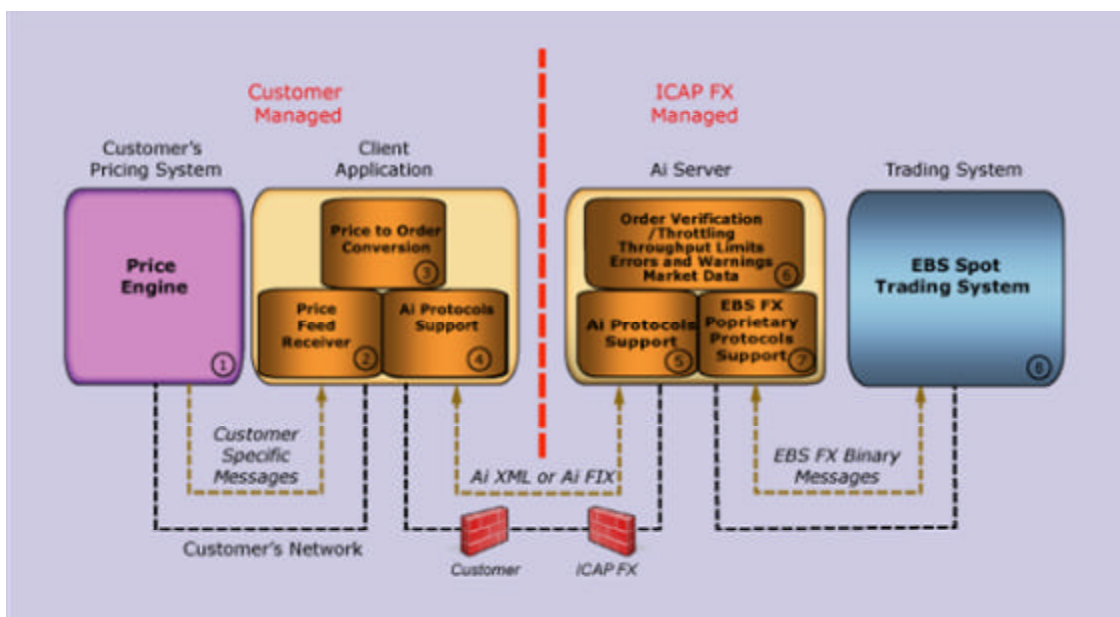 Customer
Managed
ICAP FX
Managed
Customer's
Pricing System
Client
Application
Ai Server
Trading System
Price
Engine
1
Price to Order
Conversion
3
Price
Feed
Receiver
2
Ai Protocols
Support
4
Order Verification
/Throttling
Throughput Limits
Errors and Warnings
Market Data
6
Ai Protocols
Support
5
EBS FX
Poprietary
Protocols
Support
7
EBS Spot
Trading System
8
Customer
Specific
Messages
Ai XML or Ai FIX
EBS FX Binary
Messages
Customer's Network
Customer
ICAP FX